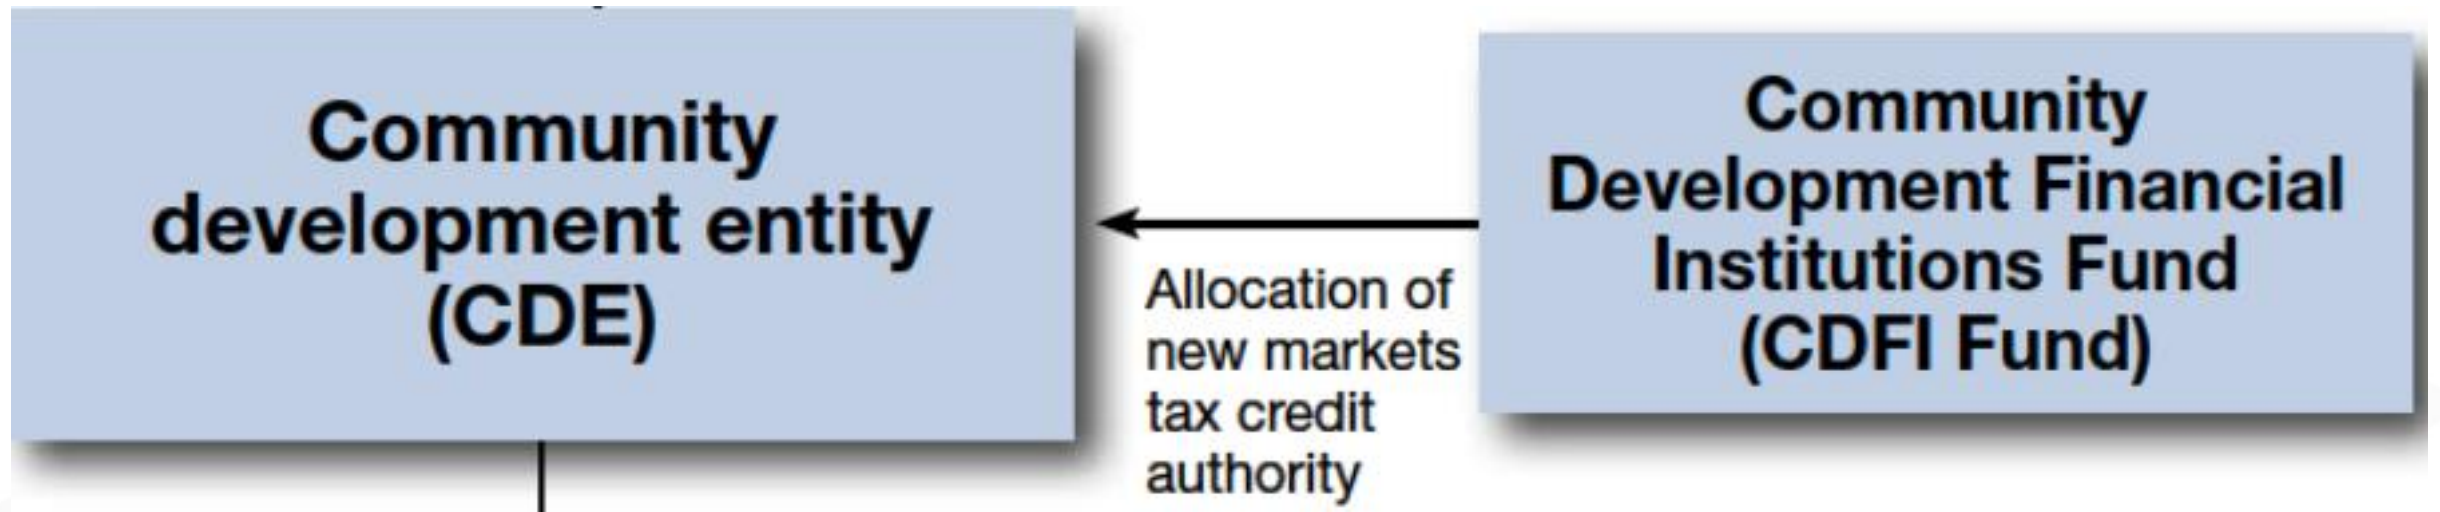 Community
development entity
(CDE)
Allocation of
new markets
tax credit
authority
Community
Development Financial
Institutions Fund
(CDFI Fund)